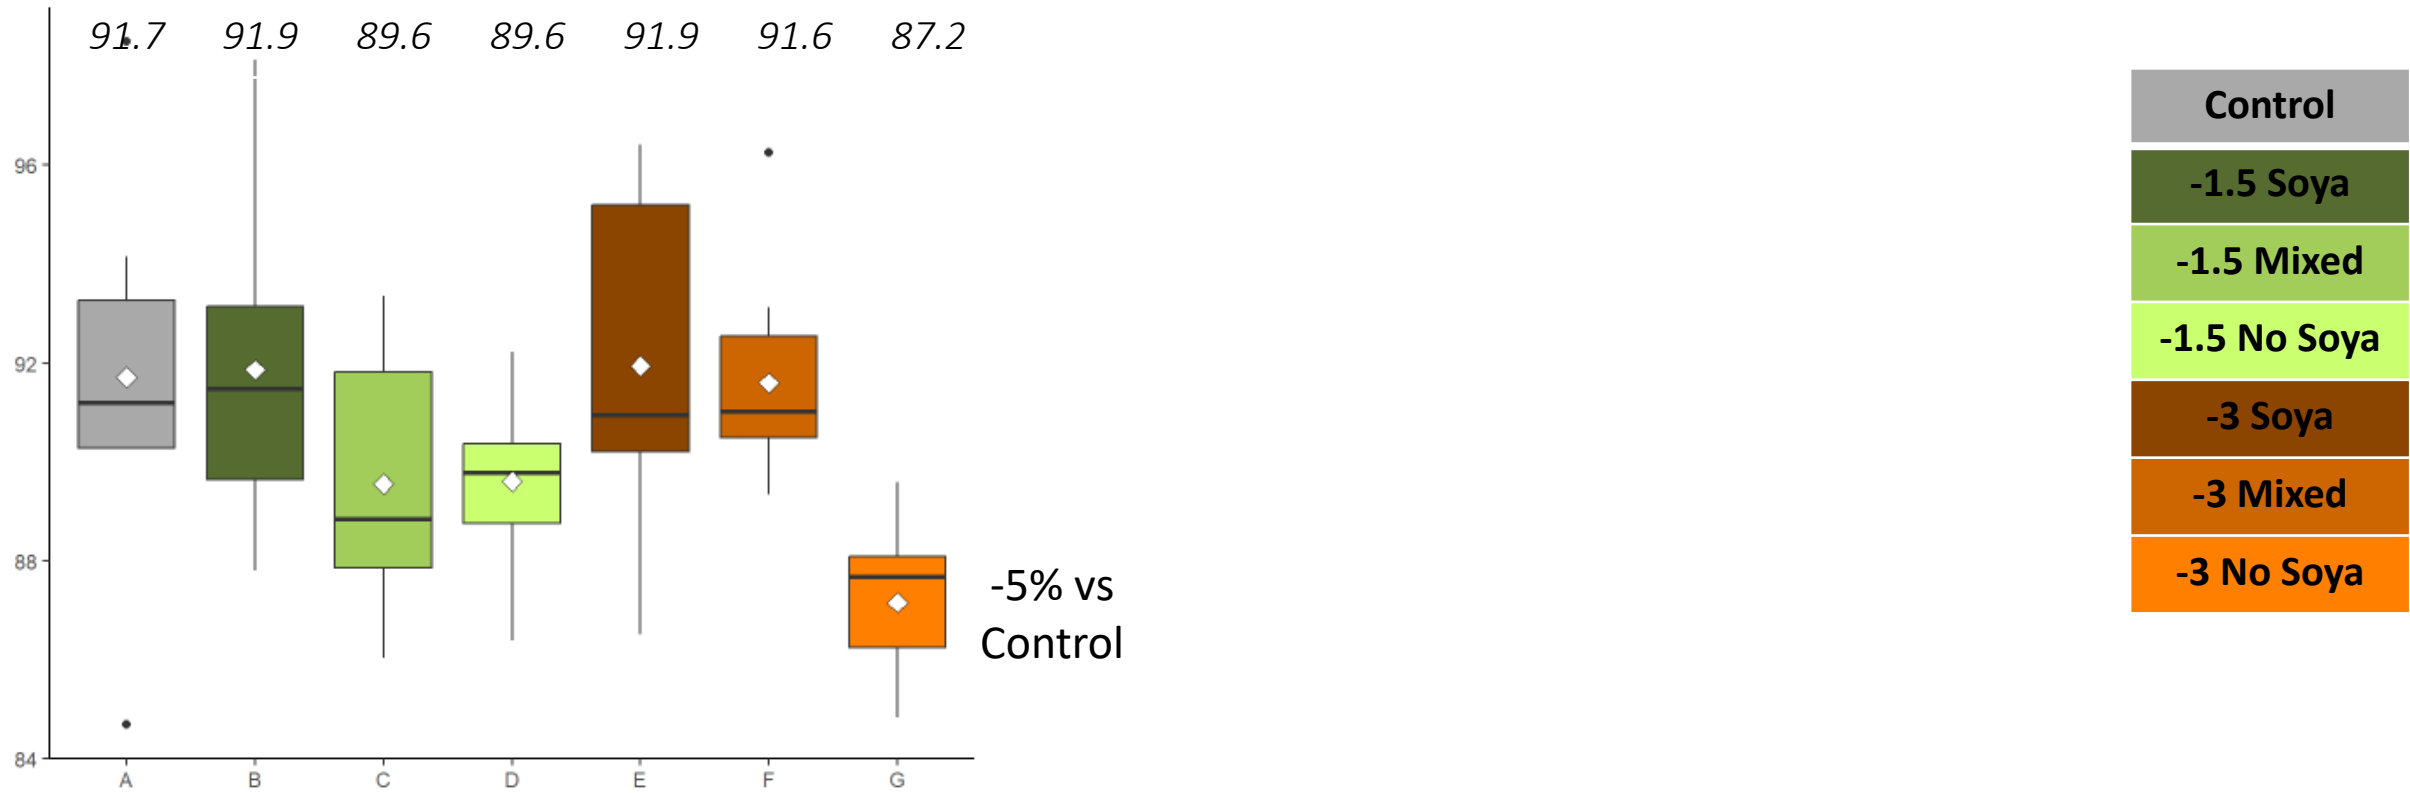 91.7 91.9 89.6 89.6 91.9 91.6 87.2
96
92
88
84
A B C D E F G
-5% vs
Control
Control
-1.5 Soya
-1.5 Mixed
-1.5 No Soya
-3 Soya
-3 Mixed
-3 No Soya